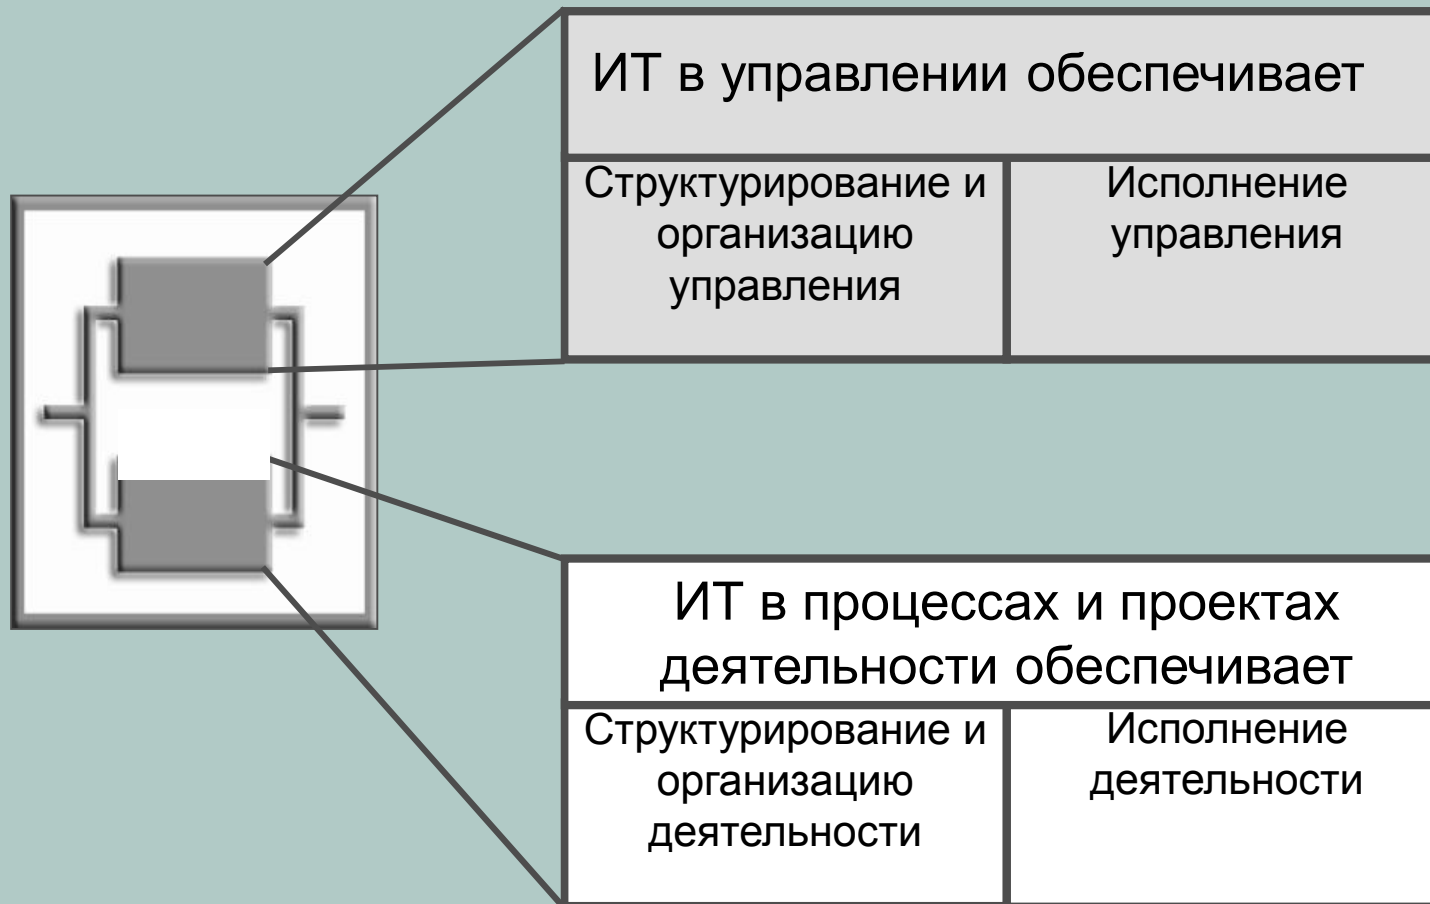 ИТ в управлении обеспечивает
Структурирование и
организацию
управления
Исполнение
управления
ИТ в процессах и проектах
деятельности обеспечивает
Структурирование и
организацию
деятельности
Исполнение
деятельности